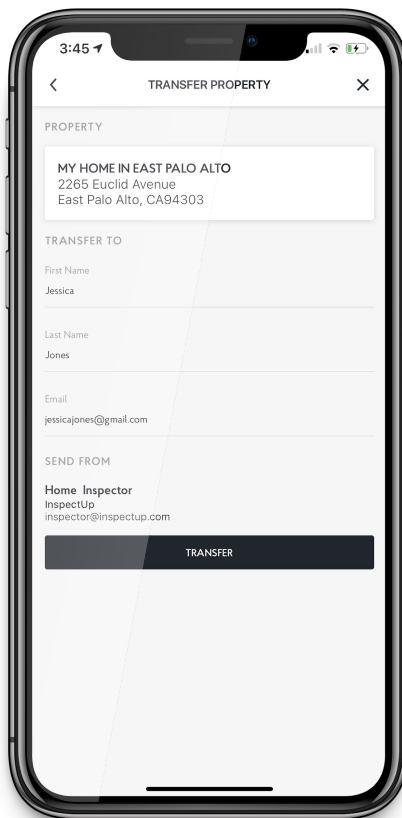 3:45
TRANSFER PROPERTY
PROPERTY
MY HOME IN EAST PALO ALTO
2265 Euclid Avenue
East Palo Alto, CA94303
TRANSFER TO
First Name
Jessica
Last Name
Jones
Email
jessicajones@gmail.com
SEND FROM
Home Inspector
InspectUp
inspector@inspectup.com
TRANSFER